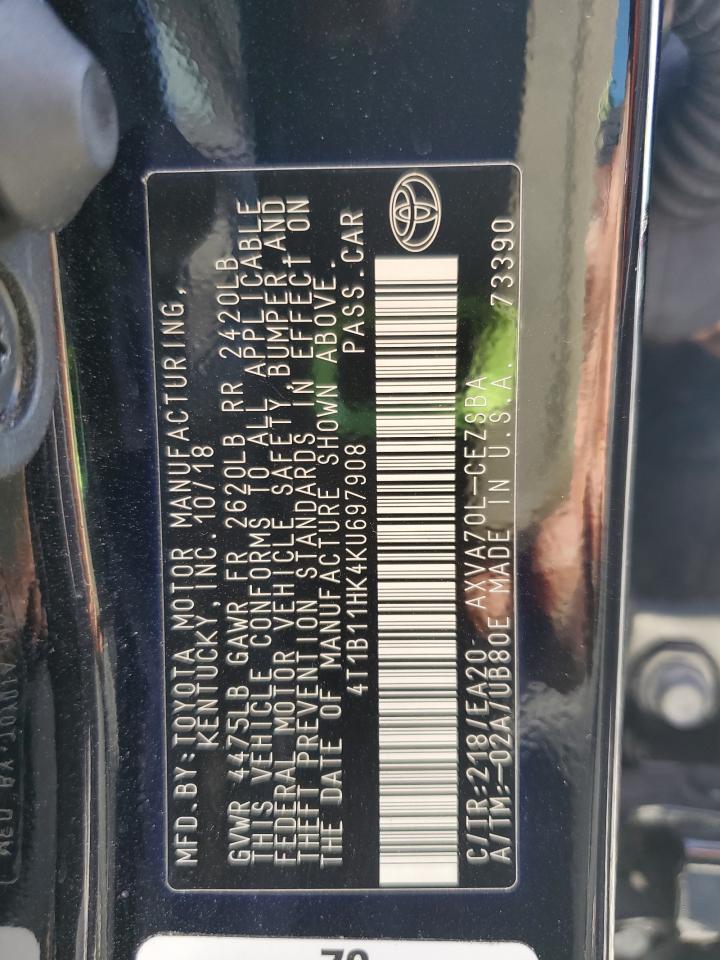 MFD.BY:TOYOTA MOTOR MANUFACTURING,
KENTUCKY, INC. 10/18
GVWR 4475LB GAWR FR 2620LB RR 2420LB
THIS VEHICLE CONFORMS TO ALL APPLICABLE
FEDERAL MOTOR VEHICLE SAFETY, BUMPER, AND
THEFT PREVENTION STANDARDS IN EFFECT ON
THE DATE OF MANUFACTURE SHOWN ABOVE.
4T1B11HK4KU697908 PASS.CAR
C/TR:218/EA20 AXVA70L-CEZSBA
A/TM:-02A/UB80E MADE IN U.S.A. 73390